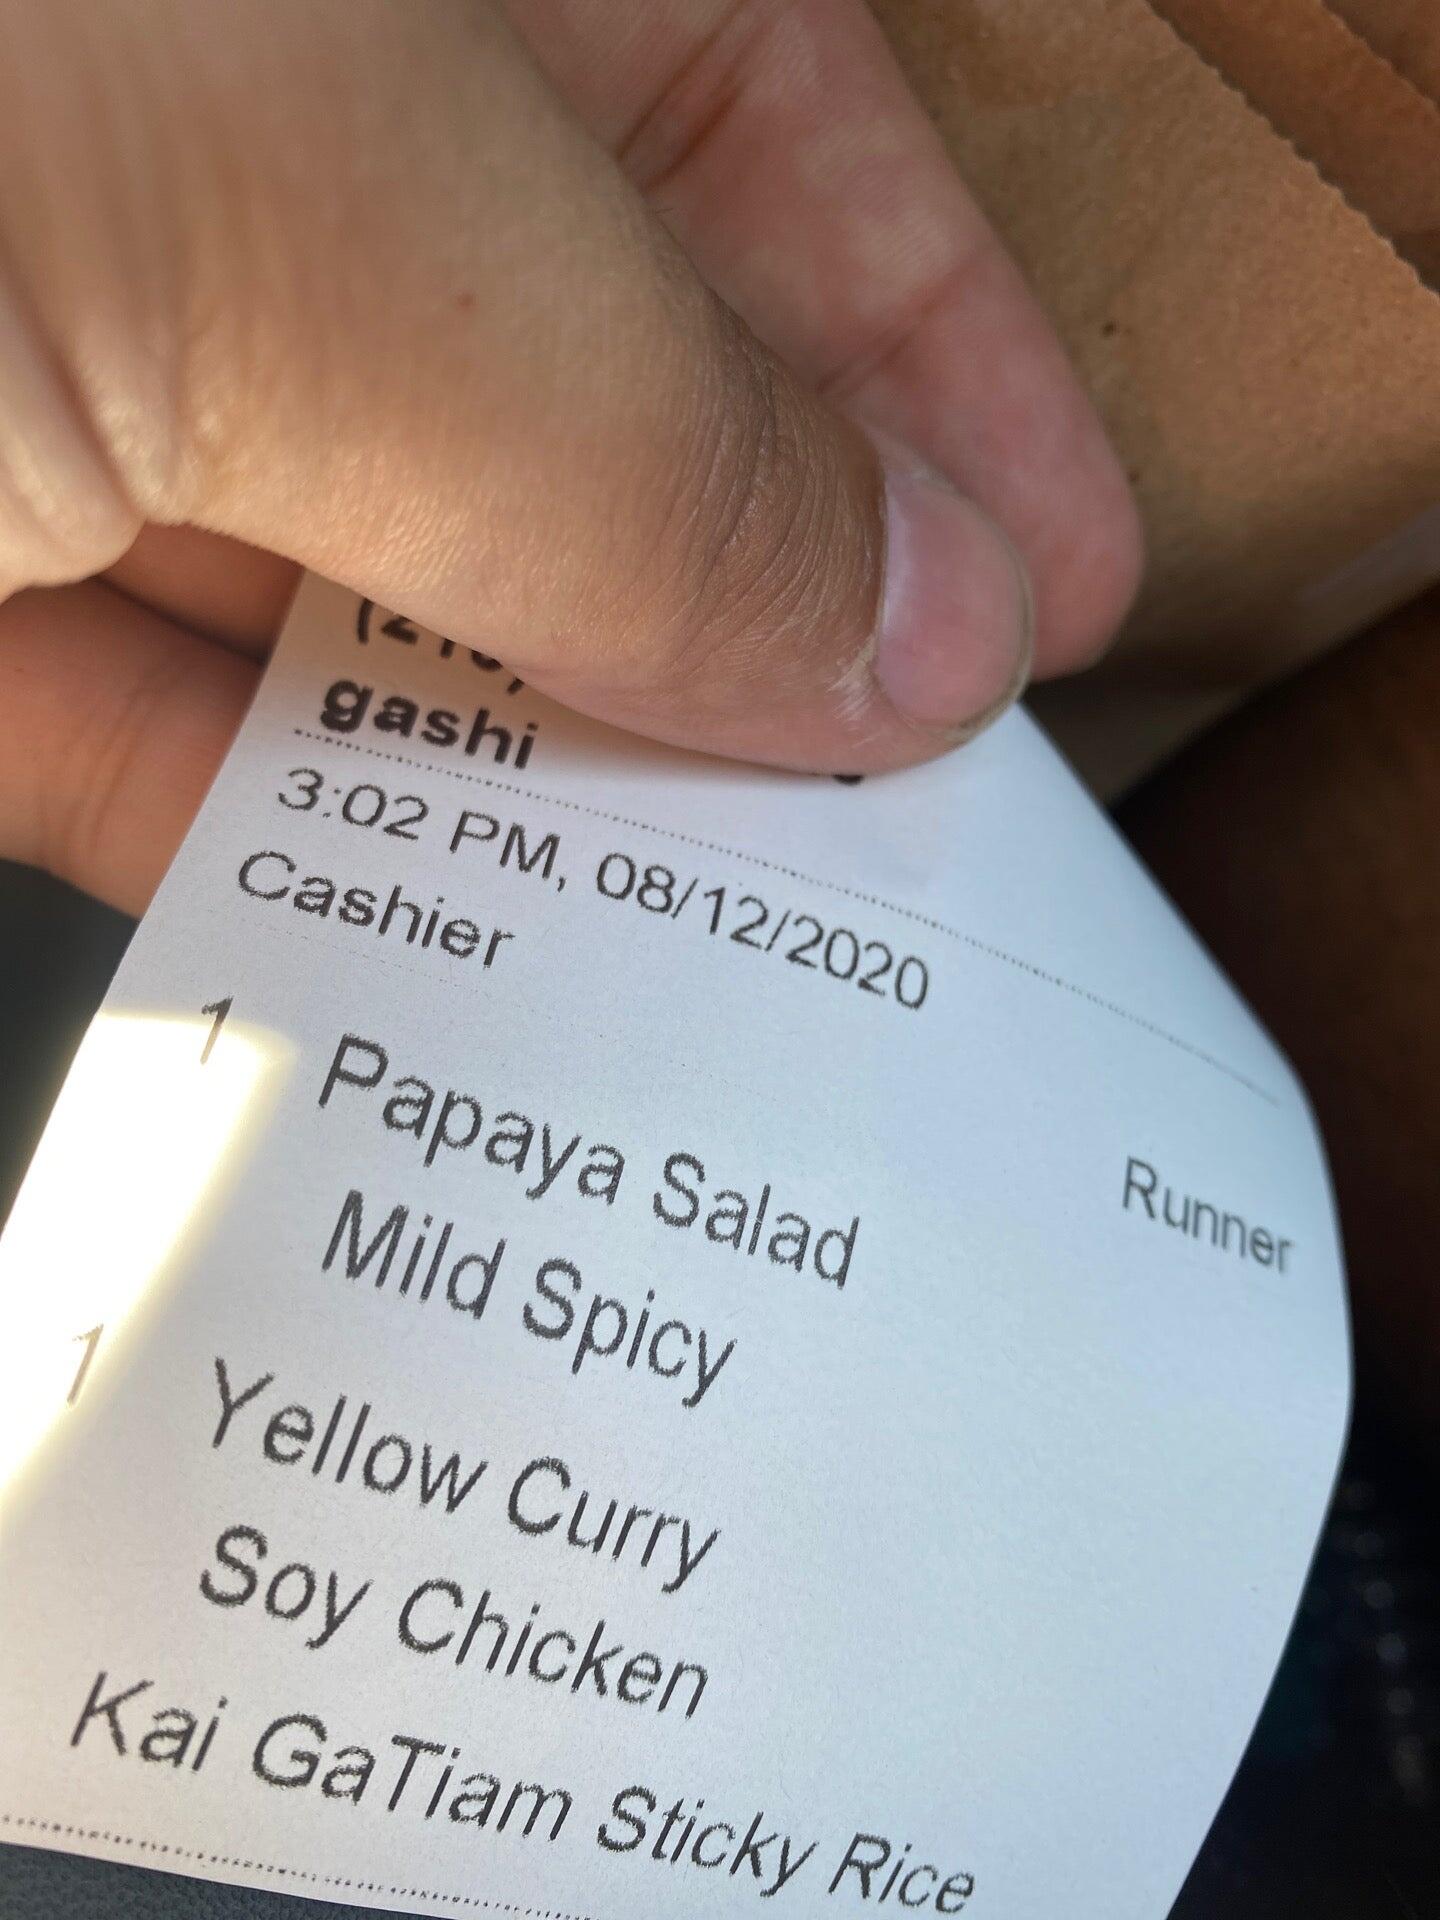 gashi
3:02 PM, 08/12/2020
Cashier
Runner
1 Papaya Salad
Mild Spicy
1 Yellow Curry
Soy Chicken
Kai GaTiam Sticky Rice